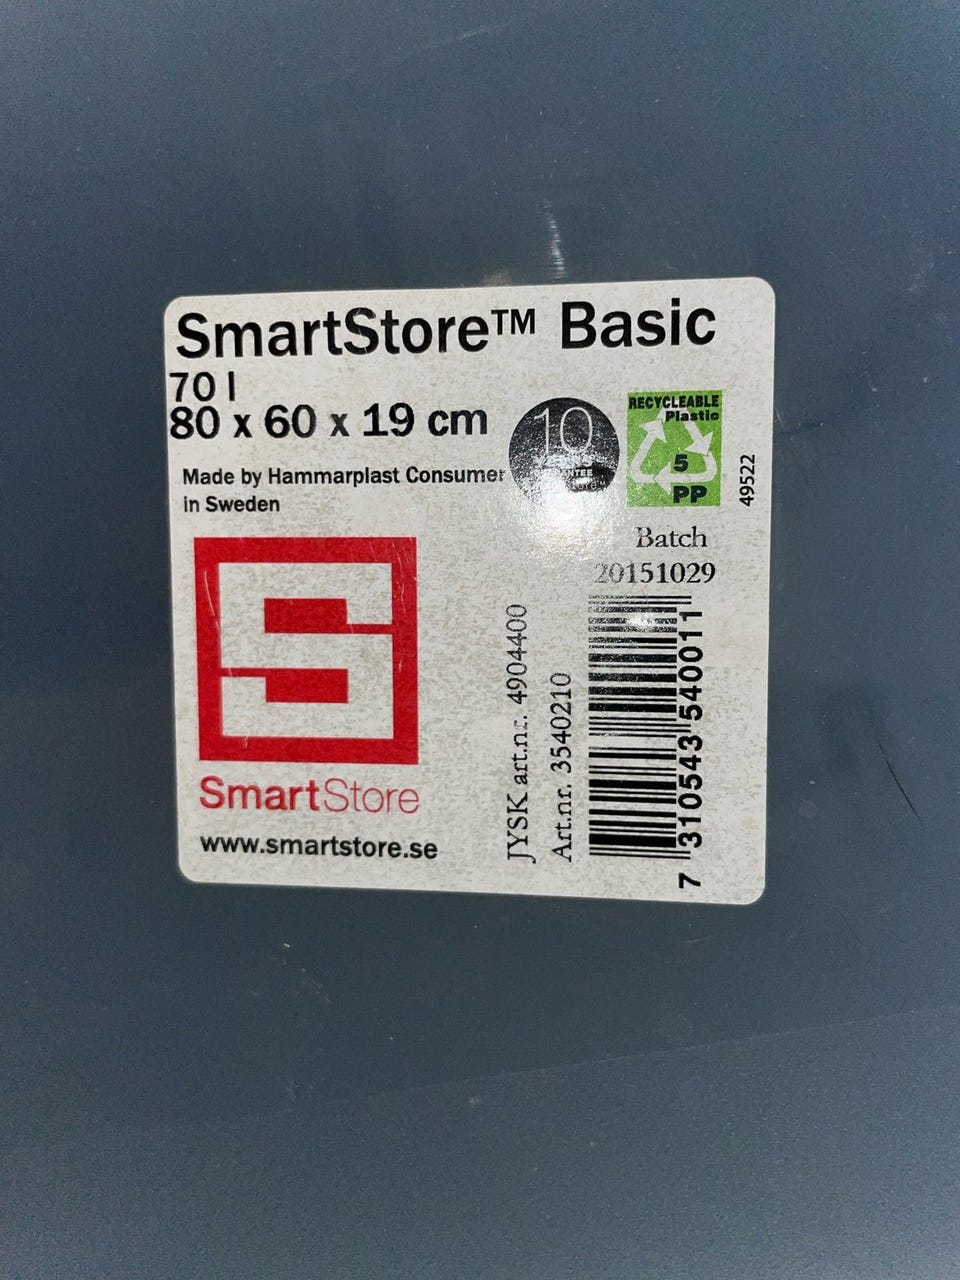 SmartStore™ Basic
70 l
80 x 60 x 19 cm
Made by Hammarplast Consumer
in Sweden
10
RECYCLEABLE
Plastic
5
PP
49522
Batch
20151029
SmartStore
www.smartstore.se
JYSK art.nr. 4904400
Art.nr. 3540210
7 310543 540011